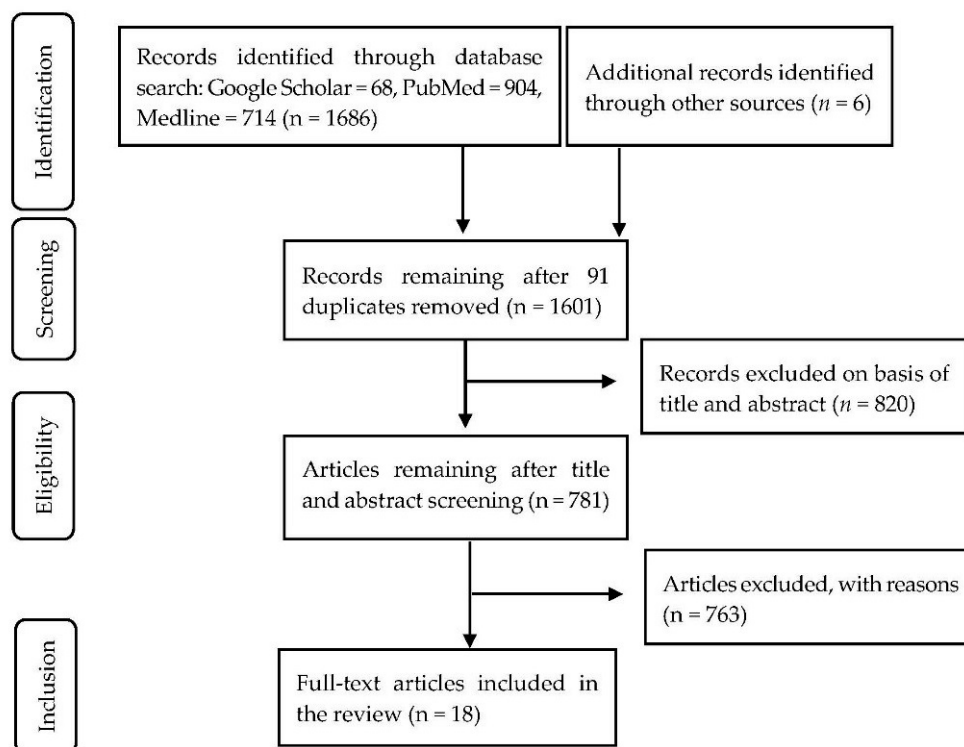 Identification
Records identified through database
search: Google Scholar = 68, PubMed = 904,
Medline = 714 (n = 1686)
Additional records identified
through other sources (n = 6)
Screening
Records remaining after 91
duplicates removed (n = 1601)
Records excluded on basis of
title and abstract (n = 820)
Eligibility
Articles remaining after title
and abstract screening (n = 781)
Articles excluded, with reasons
(n = 763)
Inclusion
Full-text articles included in
the review (n = 18)